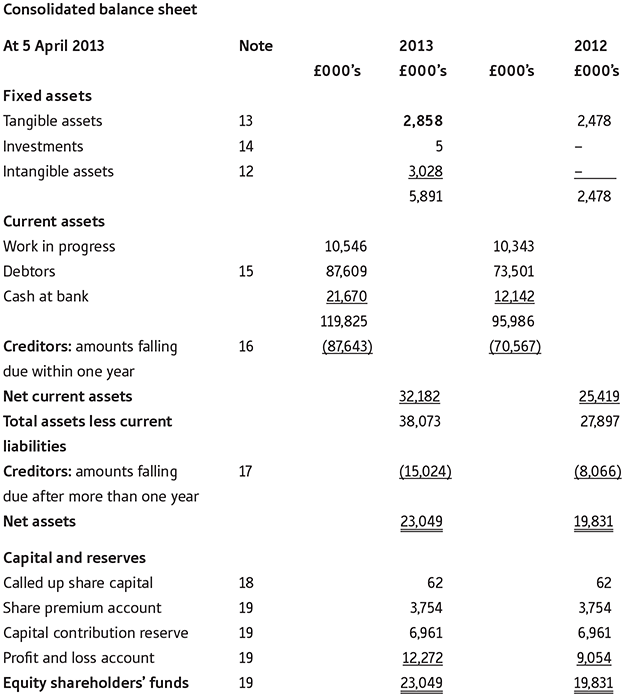 Consolidated balance sheet
At 5 April 2013 Note 2013 2012
£000's £000's £000's £000's
Fixed assets
Tangible assets 13 2,858 2,478
Investments 14 5 –
Intangible assets 12 3,028 –
5,891 2,478
Current assets
Work in progress 10,546 10,343
Debtors 15 87,609 73,501
Cash at bank 21,670 12,142
119,825 95,986
Creditors: amounts falling 16 (87,643) (70,567)
due within one year
Net current assets 32,182 25,419
Total assets less current 38,073 27,897
liabilities
Creditors: amounts falling 17 (15,024) (8,066)
due after more than one year
Net assets 23,049 19,831
Capital and reserves
Called up share capital 18 62 62
Share premium account 19 3,754 3,754
Capital contribution reserve 19 6,961 6,961
Profit and loss account 19 12,272 9,054
Equity shareholders' funds 19 23,049 19,831